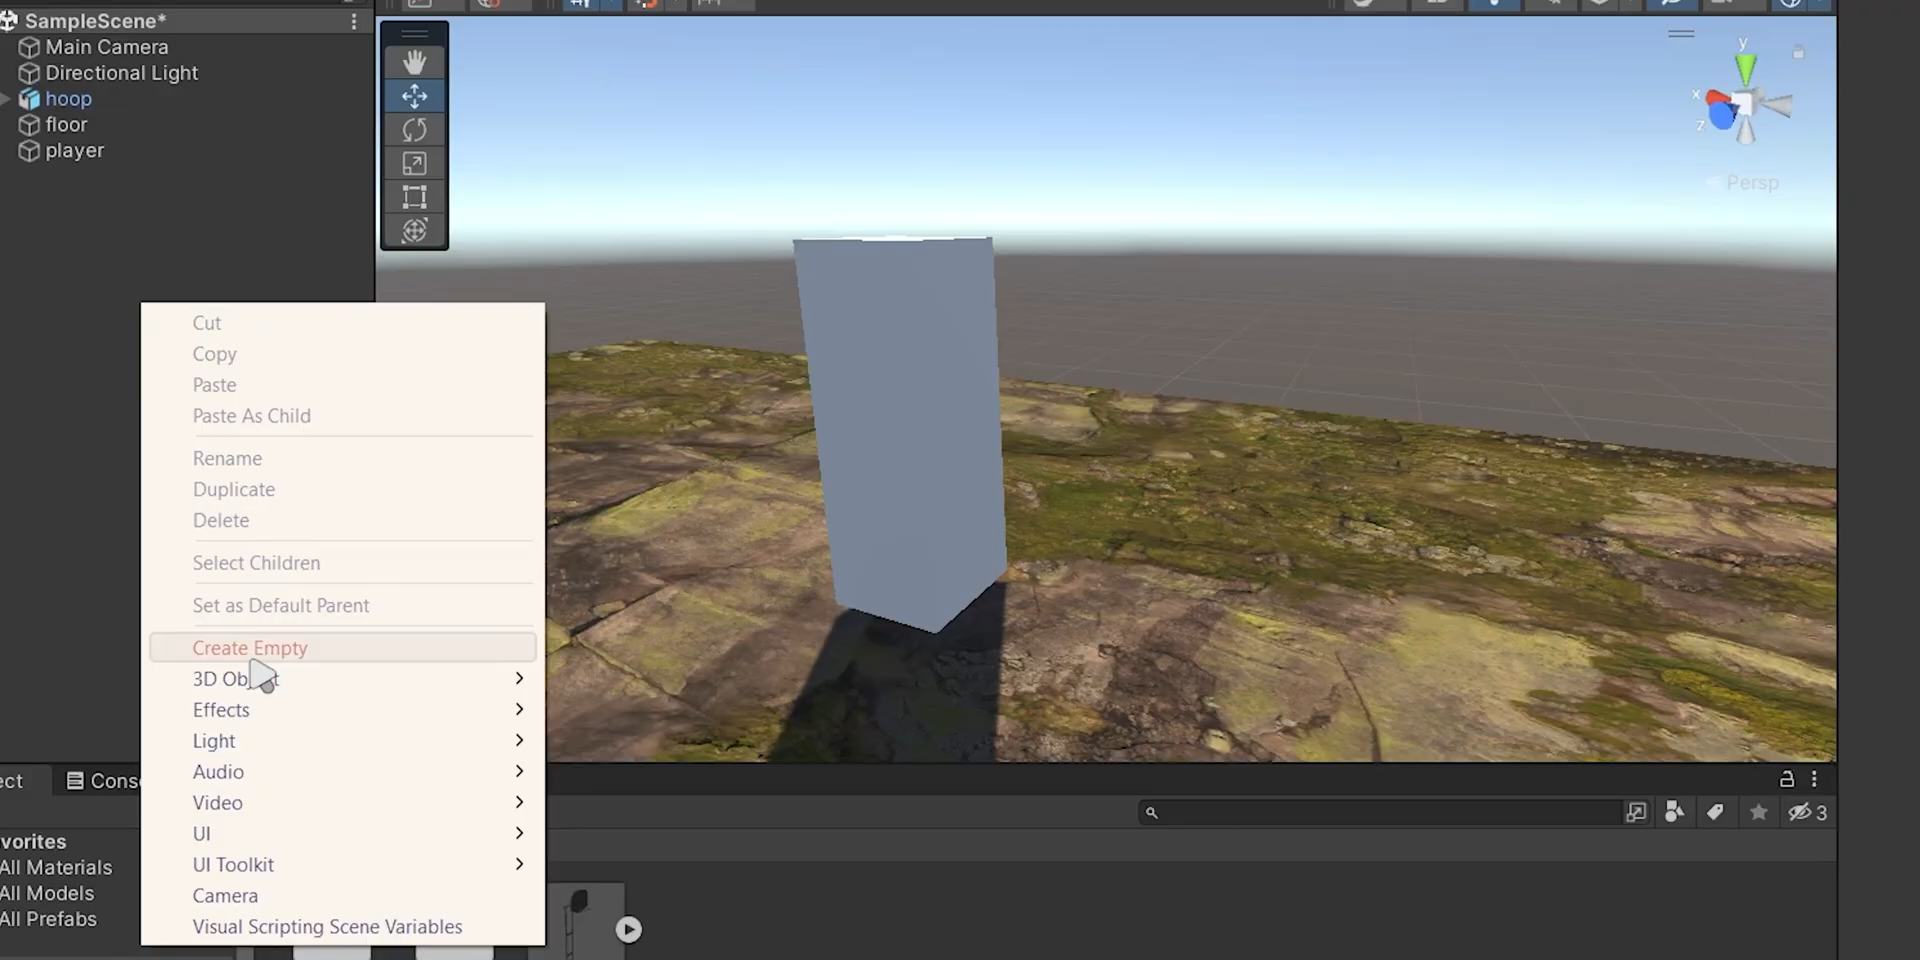 SampleScene*
Main Camera
Directional Light
hoop
floor
player
y
x
z
Persp
Cut
Copy
Paste
Paste As Child
Rename
Duplicate
Delete
Select Children
Set as Default Parent
Create Empty
3D Ob t
Effects
Light
Audio
Video
UI
UI Toolkit
Camera
Visual Scripting Scene Variables
ect
Cons
3
vorites
All Materials
All Models
All Prefabs